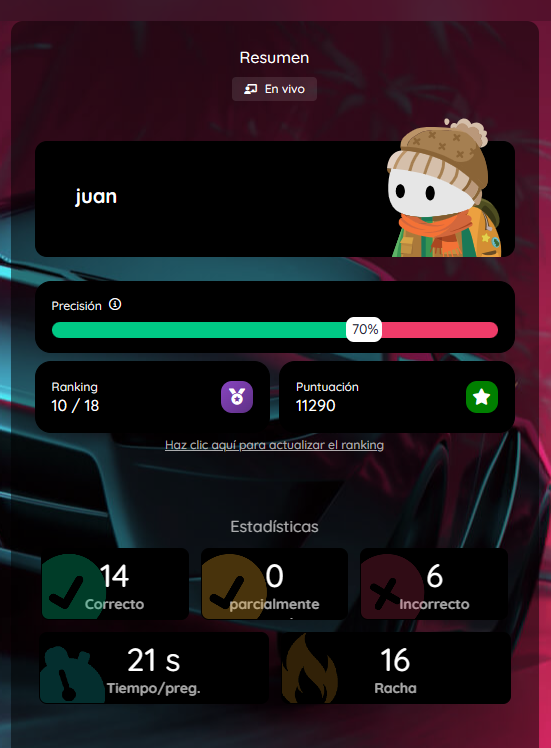 Resumen
En vivo
juan
Precisión
70%
Ranking
10 / 18
Puntuación
11290
Haz clic aquí para actualizar el ranking
Estadísticas
14
Correcto
0
parcialmente
6
Incorrecto
21 s
Tiempo/preg.
16
Racha